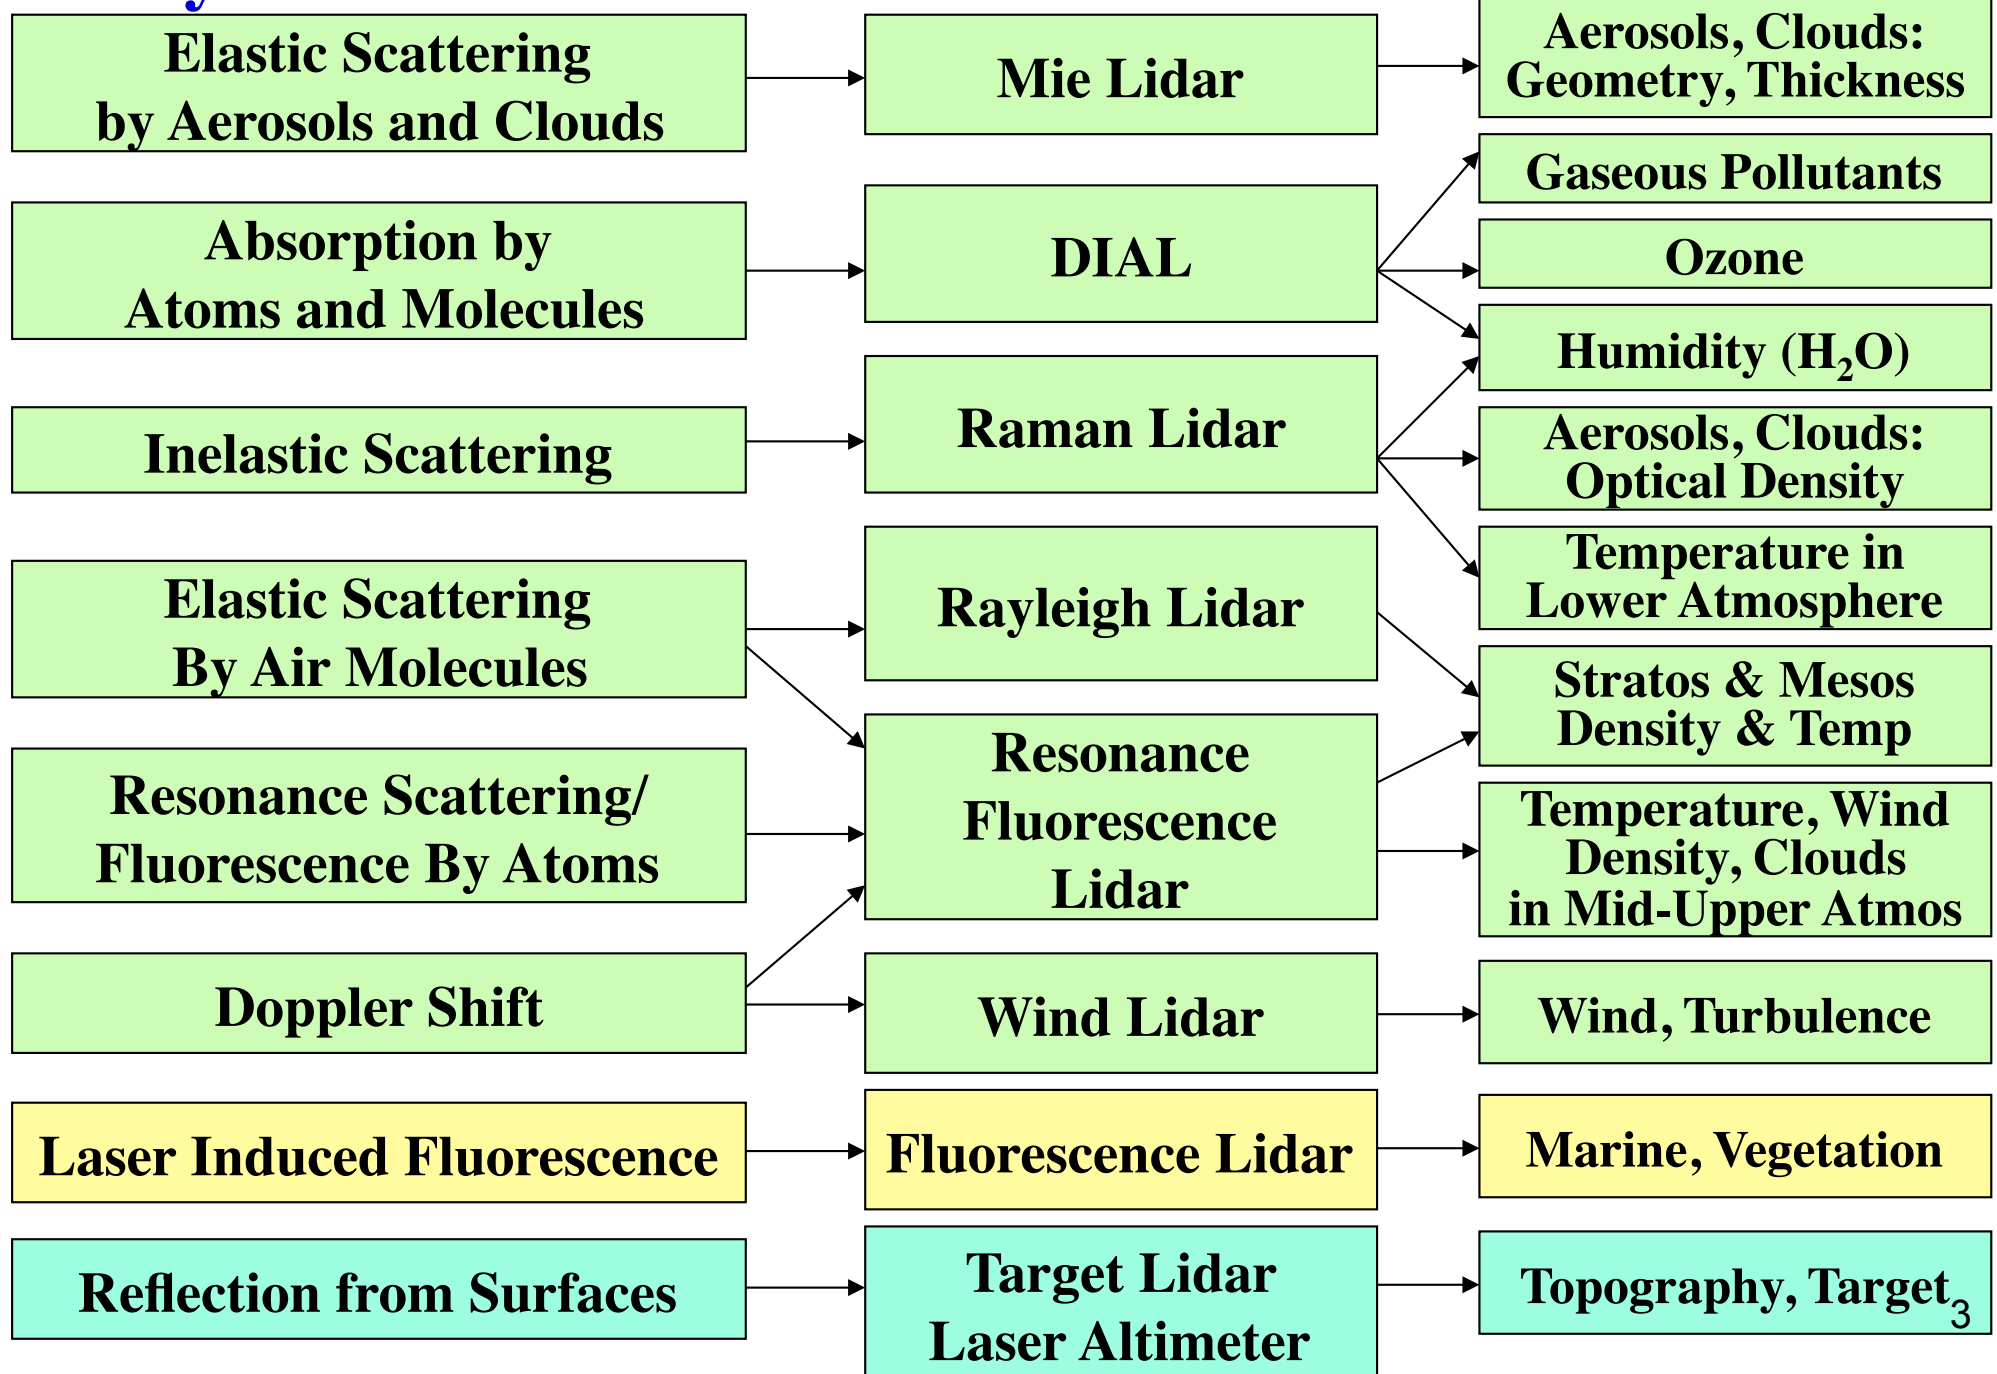 Elastic Scattering
by Aerosols and Clouds
Mie Lidar
Aerosols, Clouds:
Geometry, Thickness
Gaseous Pollutants
Absorption by
Atoms and Molecules
DIAL
Ozone
Humidity (H₂O)
Inelastic Scattering
Raman Lidar
Aerosols, Clouds:
Optical Density
Temperature in
Lower Atmosphere
Elastic Scattering
By Air Molecules
Rayleigh Lidar
Stratos & Mesos
Density & Temp
Resonance Scattering/
Fluorescence By Atoms
Resonance
Fluorescence
Lidar
Temperature, Wind
Density, Clouds
in Mid-Upper Atmos
Doppler Shift
Wind Lidar
Wind, Turbulence
Laser Induced Fluorescence
Fluorescence Lidar
Marine, Vegetation
Reflection from Surfaces
Target Lidar
Laser Altimeter
Topography, Target
3